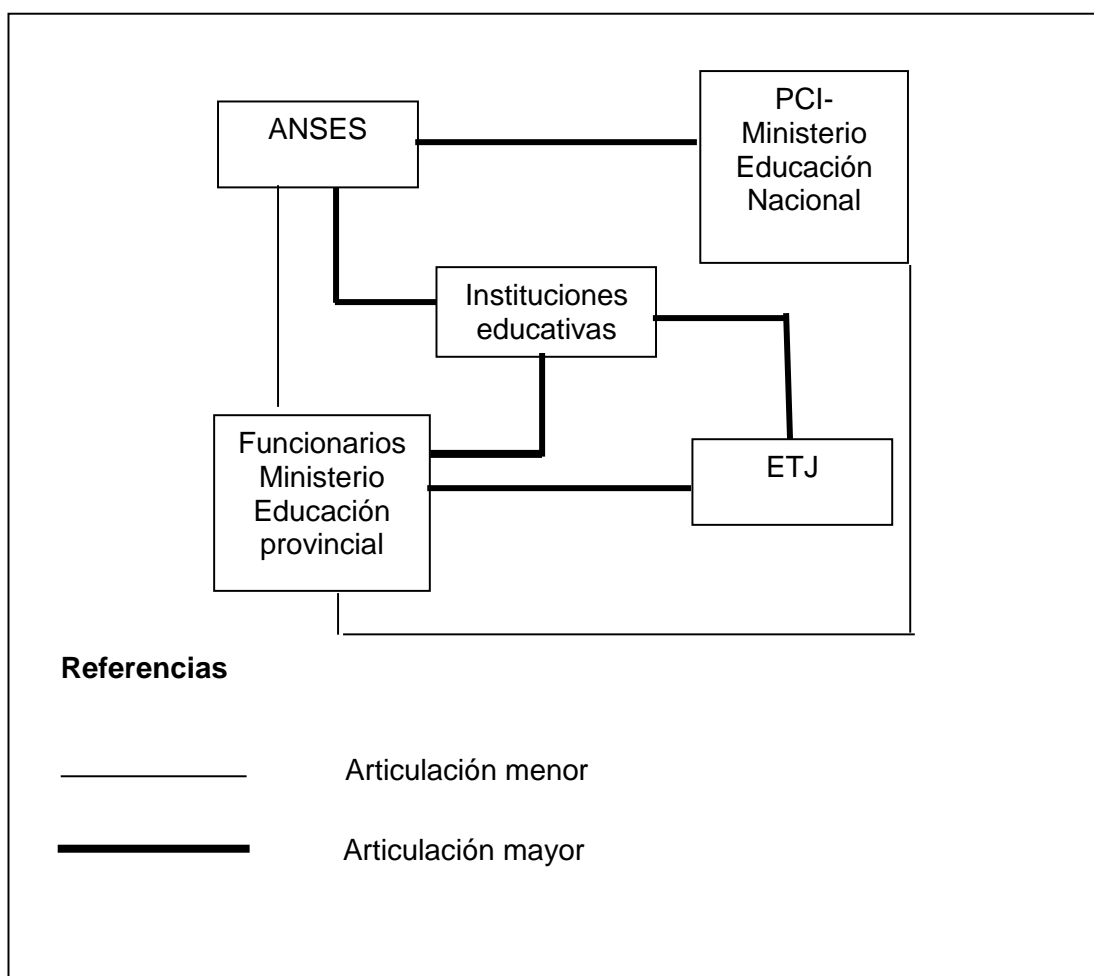 ANSES
PCI-
Ministerio
Educación
Nacional
Instituciones
educativas
Funcionarios
Ministerio
Educación
provincial
ETJ
Referencias
Articulación menor
Articulación mayor